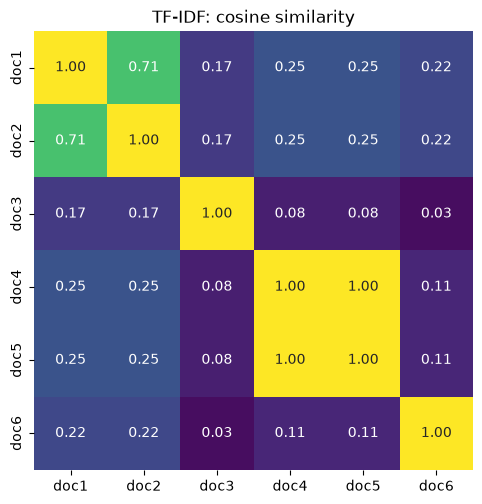 TF-IDF: cosine similarity
doc1 1.00 0.71 0.17 0.25 0.25 0.22
doc2 0.71 1.00 0.17 0.25 0.25 0.22
doc3 0.17 0.17 1.00 0.08 0.08 0.03
doc4 0.25 0.25 0.08 1.00 1.00 0.11
doc5 0.25 0.25 0.08 1.00 1.00 0.11
doc6 0.22 0.22 0.03 0.11 0.11 1.00
doc1 doc2 doc3 doc4 doc5 doc6